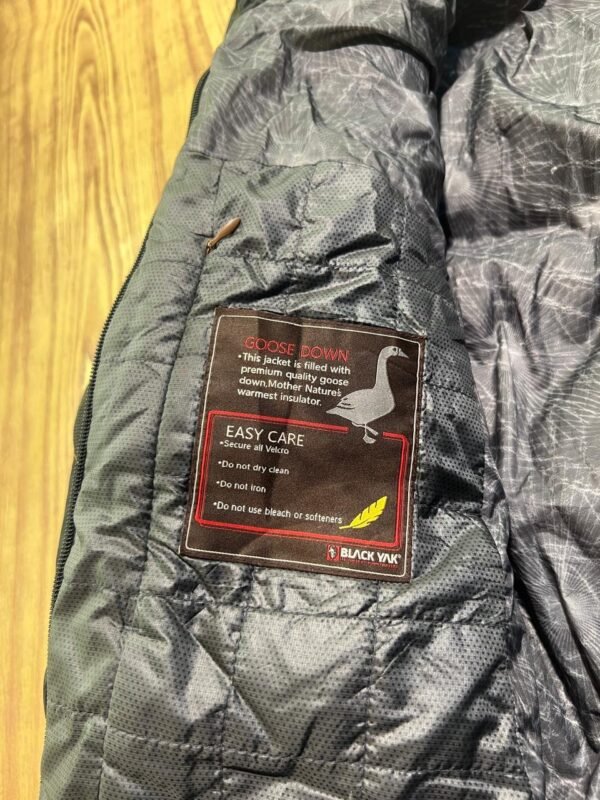 GOOSE DOWN
•This jacket is filled with
premium quality goose
down.Mother Nature's
warmest insulator.
EASY CARE
•Secure all Velcro
•Do not dry clean
•Do not iron
•Do not use bleach or softeners
BLACK YAK®